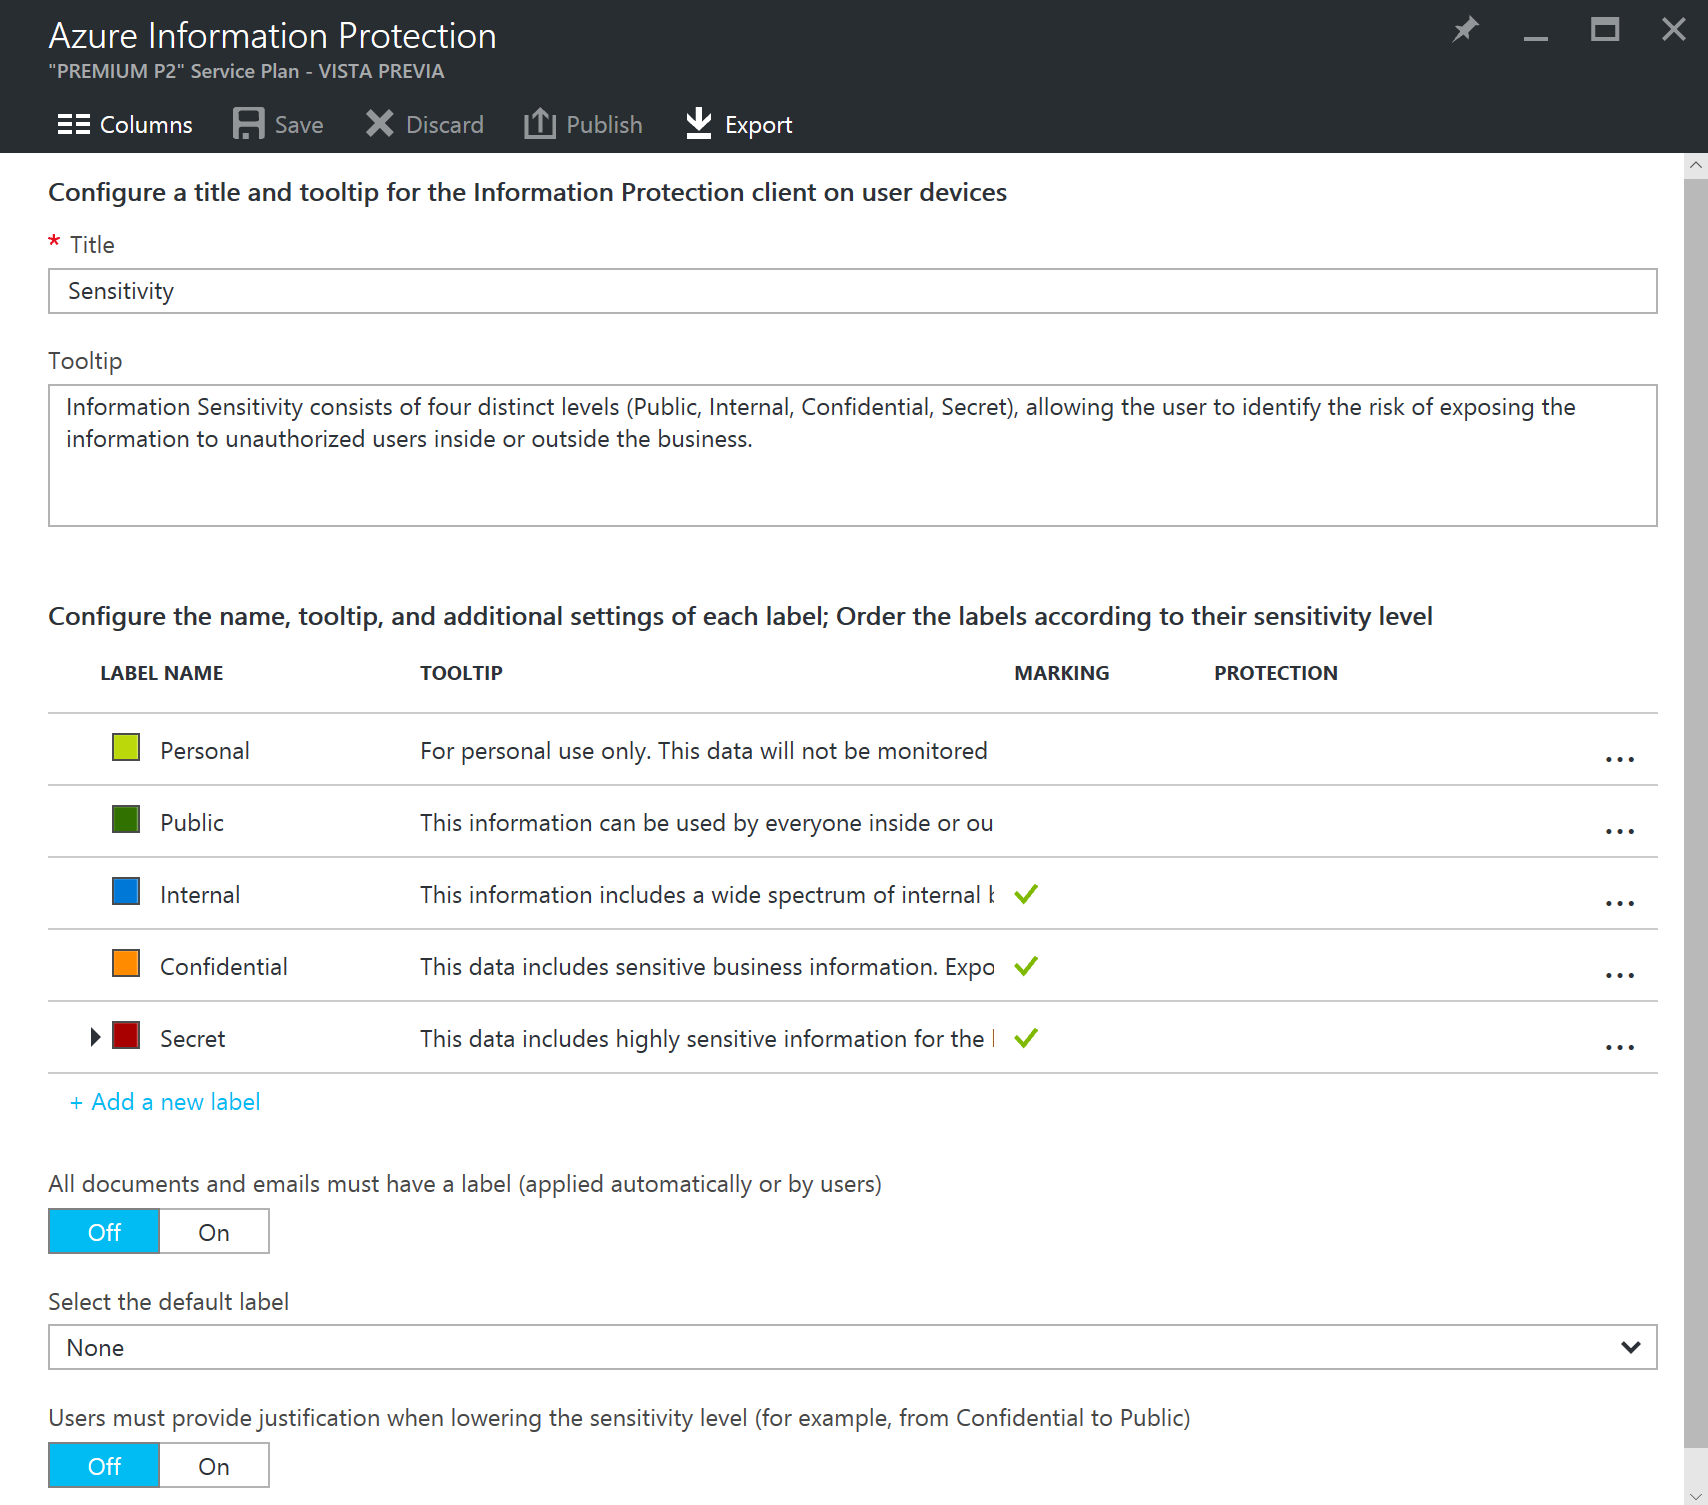 Azure Information Protection
"PREMIUM P2" Service Plan - VISTA PREVIA
Columns Save Discard Publish Export
Configure a title and tooltip for the Information Protection client on user devices
* Title
Sensitivity
Tooltip
Information Sensitivity consists of four distinct levels (Public, Internal, Confidential, Secret), allowing the user to identify the risk of exposing the
information to unauthorized users inside or outside the business.
Configure the name, tooltip, and additional settings of each label; Order the labels according to their sensitivity level
LABEL NAME TOOLTIP MARKING PROTECTION
Personal For personal use only. This data will not be monitored ...
Public This information can be used by everyone inside or ou ...
Internal This information includes a wide spectrum of internal ...
Confidential This data includes sensitive business information. Expo ...
Secret This data includes highly sensitive information for the ...
+ Add a new label
All documents and emails must have a label (applied automatically or by users)
Off On
Select the default label
None
Users must provide justification when lowering the sensitivity level (for example, from Confidential to Public)
Off On